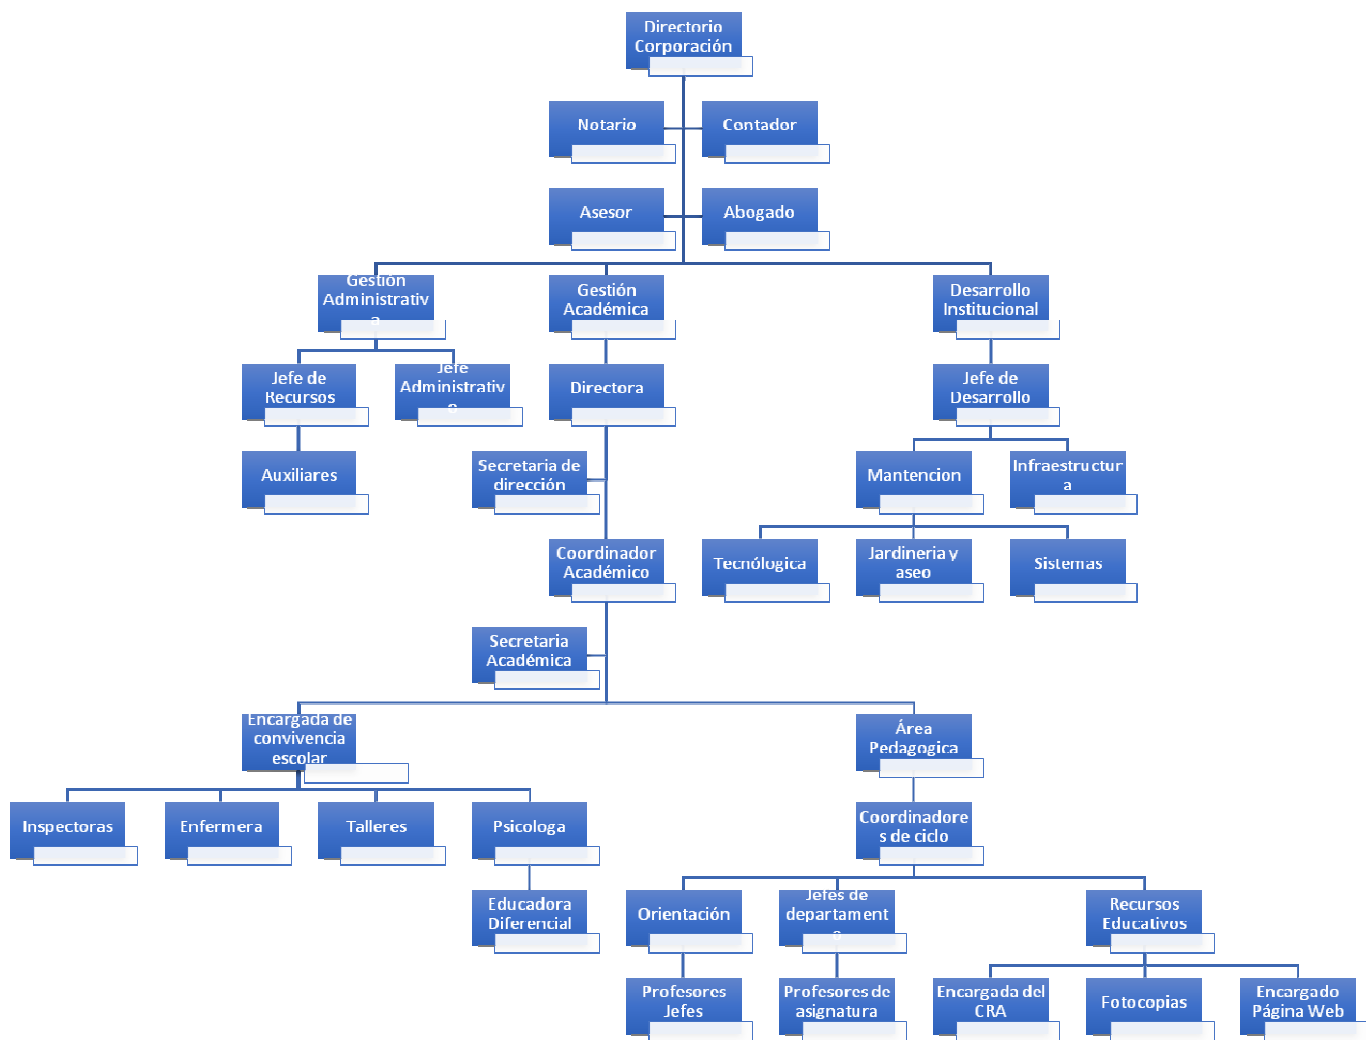 Directorio
Corporación
Notario
Contador
Asesor
Abogado
Gestión
Administrativ
a
Gestión
Académica
Desarrollo
Institucional
Jefe de
Recursos
Jefe
Administrativ
o
Directora
Jefe de
Desarrollo
Auxiliares
Secretaria de
dirección
Mantencion
Infraestructur
a
Coordinador
Académico
Tecnólogica
Jardineria y
aseo
Sistemas
Secretaria
Académica
Encargada de
convivencia
escolar
Área
Pedagogica
Inspectoras
Enfermera
Talleres
Psicologa
Coordinadore
s de ciclo
Educadora
Diferencial
Orientación
Jefes de
departament
o
Recursos
Educativos
Profesores
Jefes
Profesores de
asignatura
Encargada del
CRA
Fotocopias
Encargado
Página Web